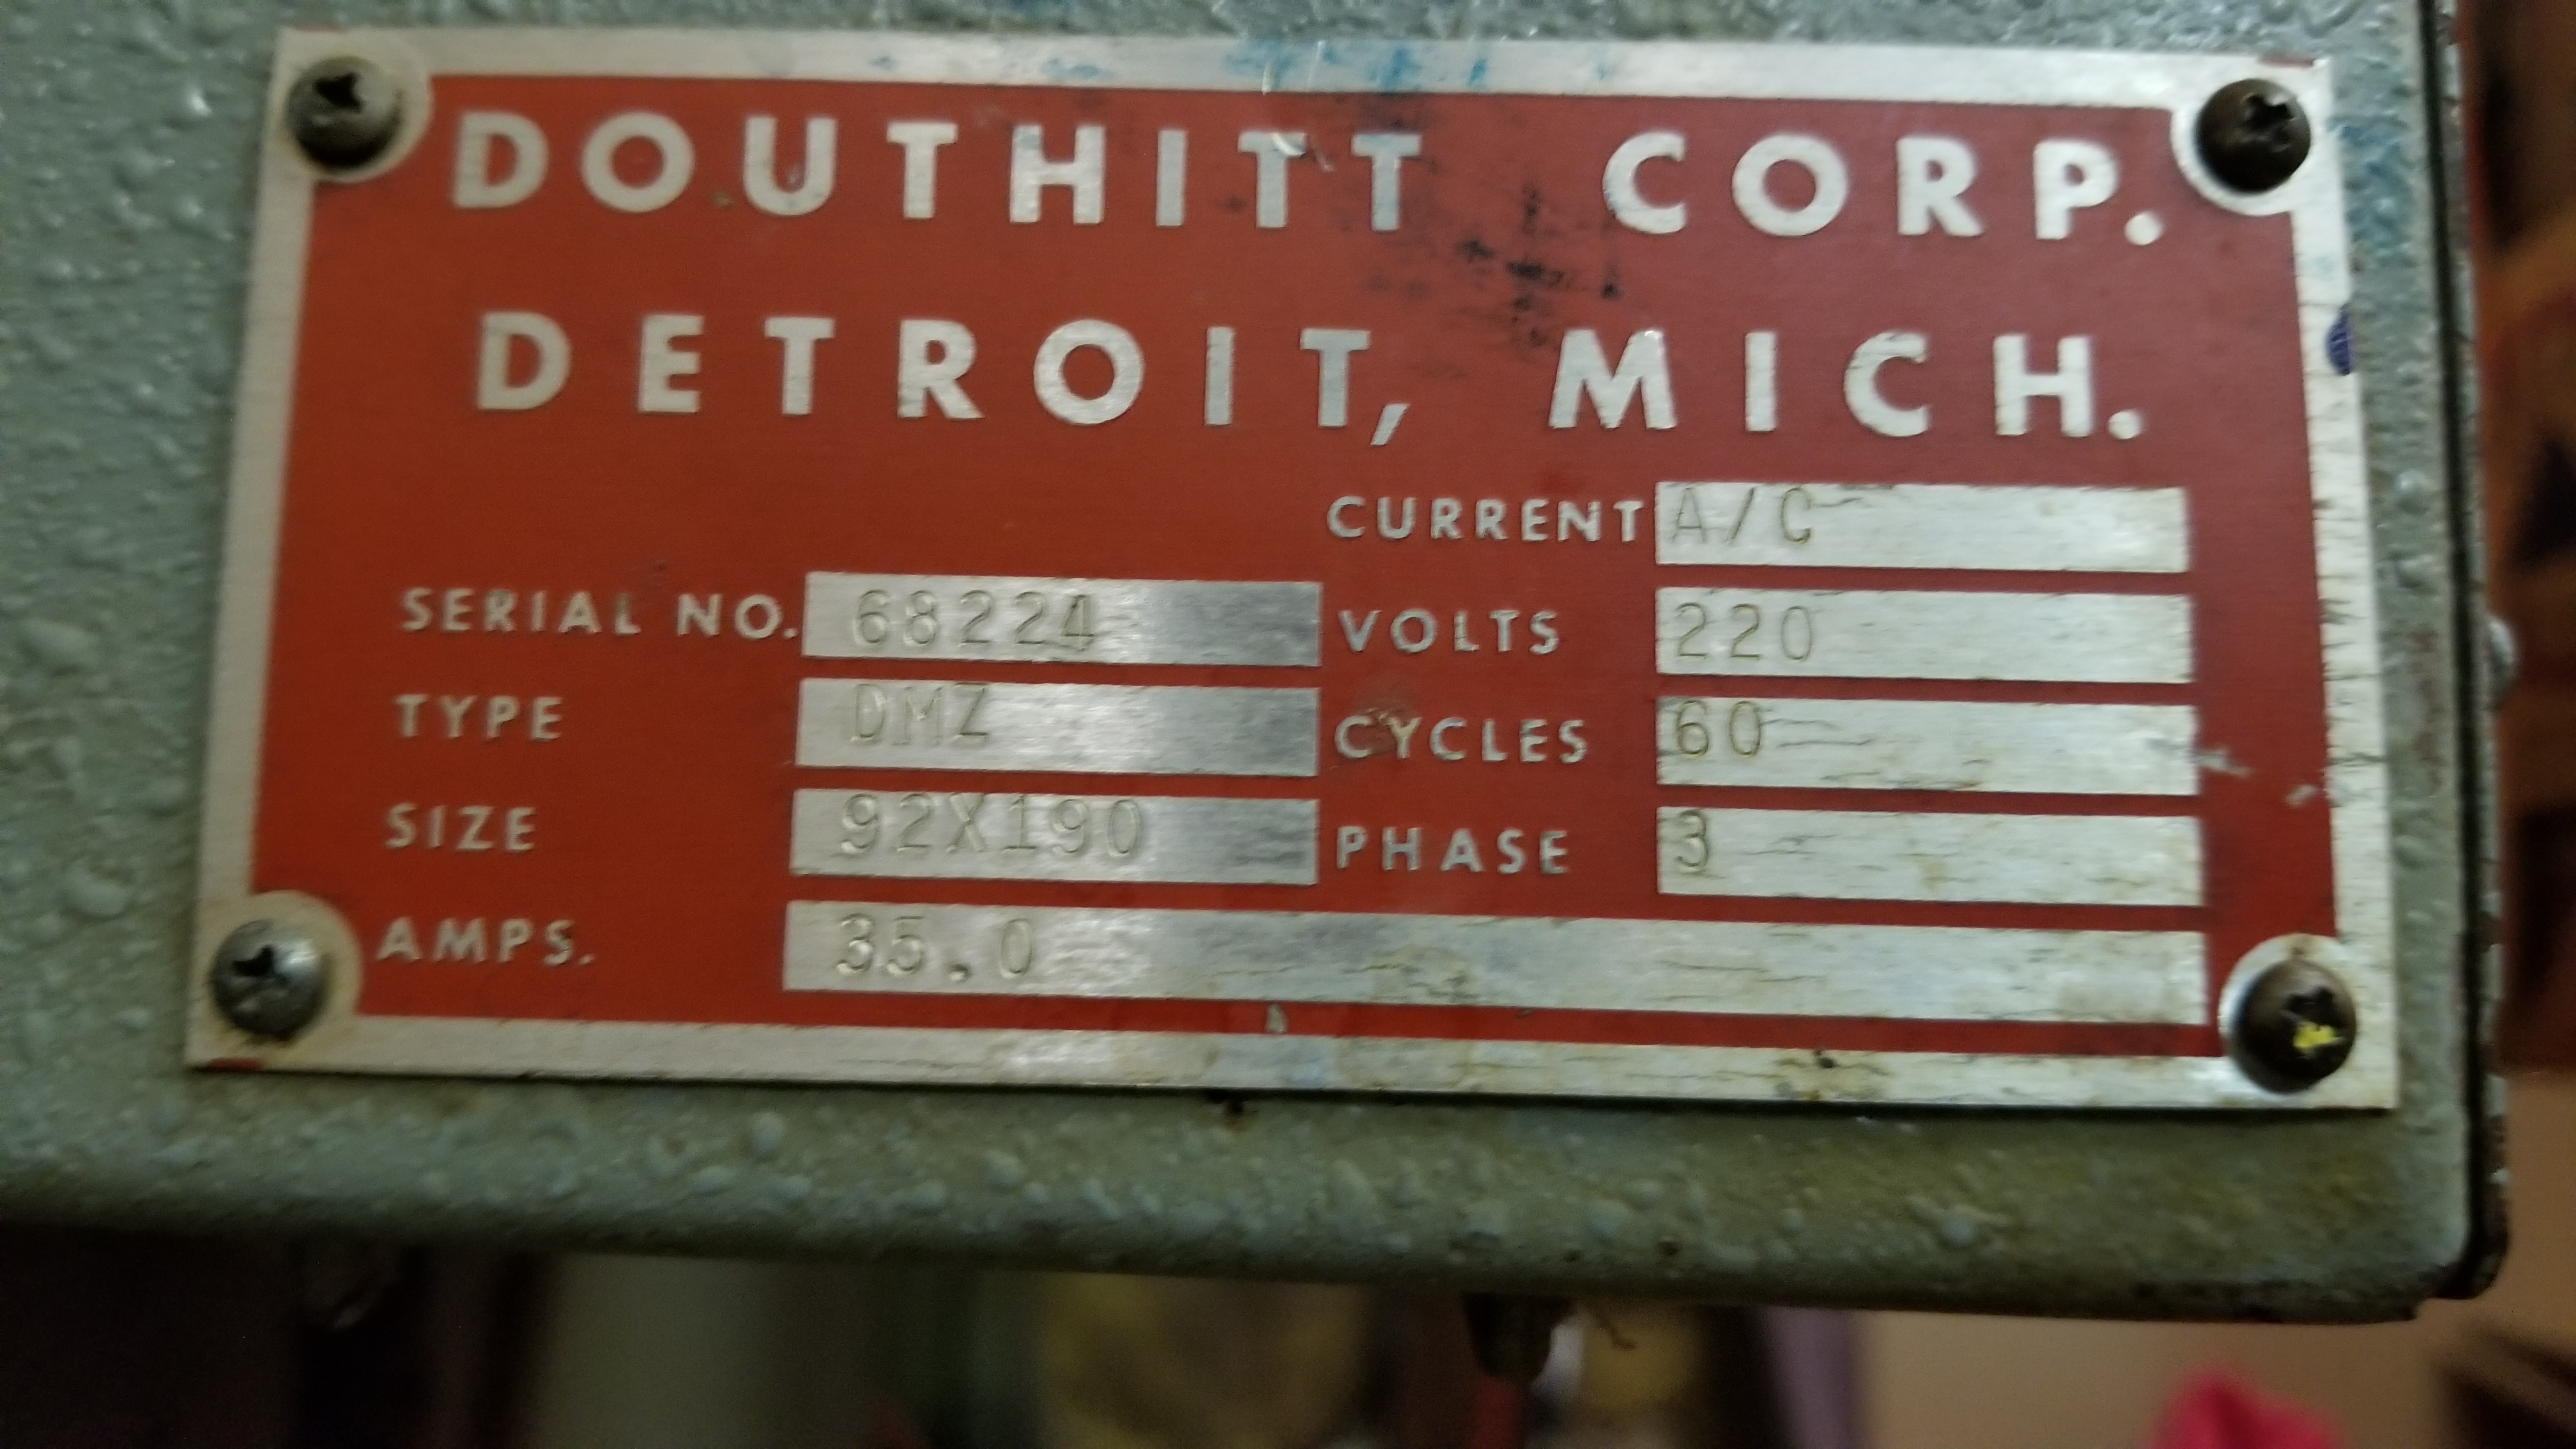 DOUTHITT CORP.
DETROIT, MICH.
CURRENT A/C
SERIAL NO. 68224 VOLTS 220
TYPE DMZ CYCLES 60
SIZE 92X190 PHASE 3
AMPS. 35.0